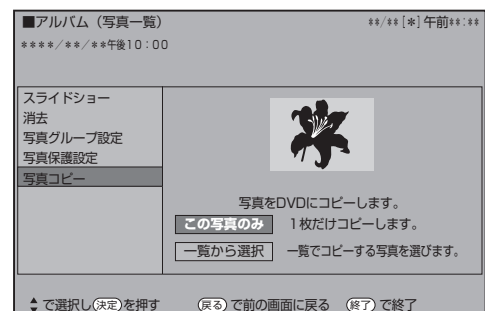 ■アルバム（写真一覧） **/**[*]午前**:**
****/**/**午後10:00
スライドショー
消去
写真グループ設定
写真保護設定
写真コピー
写真をDVDにコピーします。
この写真のみ 1枚だけコピーします。
一覧から選択 一覧でコピーする写真を選びます。
で選択し決定を押す 戻るで前の画面に戻る 終了で終了